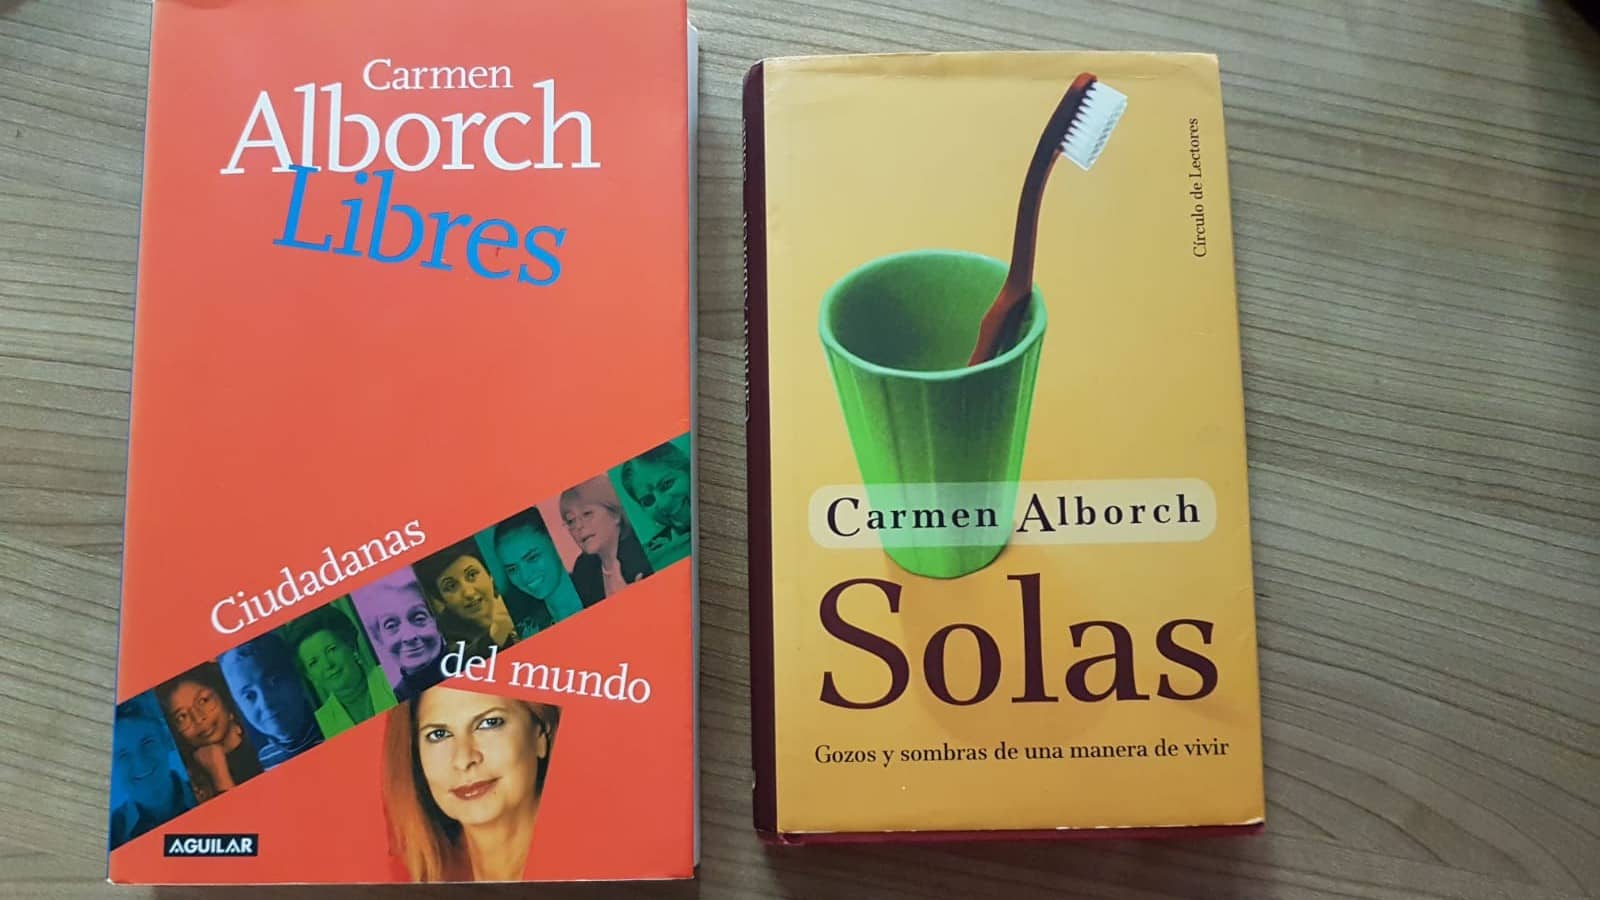 Carmen
Alborch
Libres
Ciudadanas
del mundo
AGUILAR
Círculo de Lectores
Carmen Alborch
Solas
Gozos y sombras de una manera de vivir